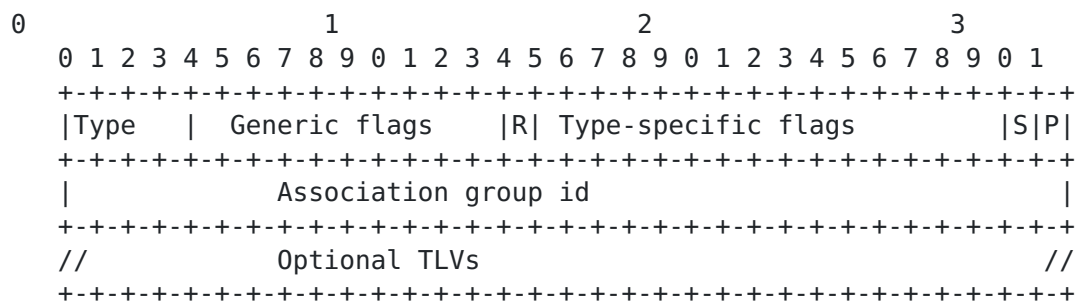 0                   1                   2                   3
   0 1 2 3 4 5 6 7 8 9 0 1 2 3 4 5 6 7 8 9 0 1 2 3 4 5 6 7 8 9 0 1
   +-+-+-+-+-+-+-+-+-+-+-+-+-+-+-+-+-+-+-+-+-+-+-+-+-+-+-+-+-+-+-+-+
   |Type   |  Generic flags    |R| Type-specific flags         |S|P|
   +-+-+-+-+-+-+-+-+-+-+-+-+-+-+-+-+-+-+-+-+-+-+-+-+-+-+-+-+-+-+-+-+
   |             Association group id                              |
   +-+-+-+-+-+-+-+-+-+-+-+-+-+-+-+-+-+-+-+-+-+-+-+-+-+-+-+-+-+-+-+-+
   //            Optional TLVs                                    //
   +-+-+-+-+-+-+-+-+-+-+-+-+-+-+-+-+-+-+-+-+-+-+-+-+-+-+-+-+-+-+-+-+